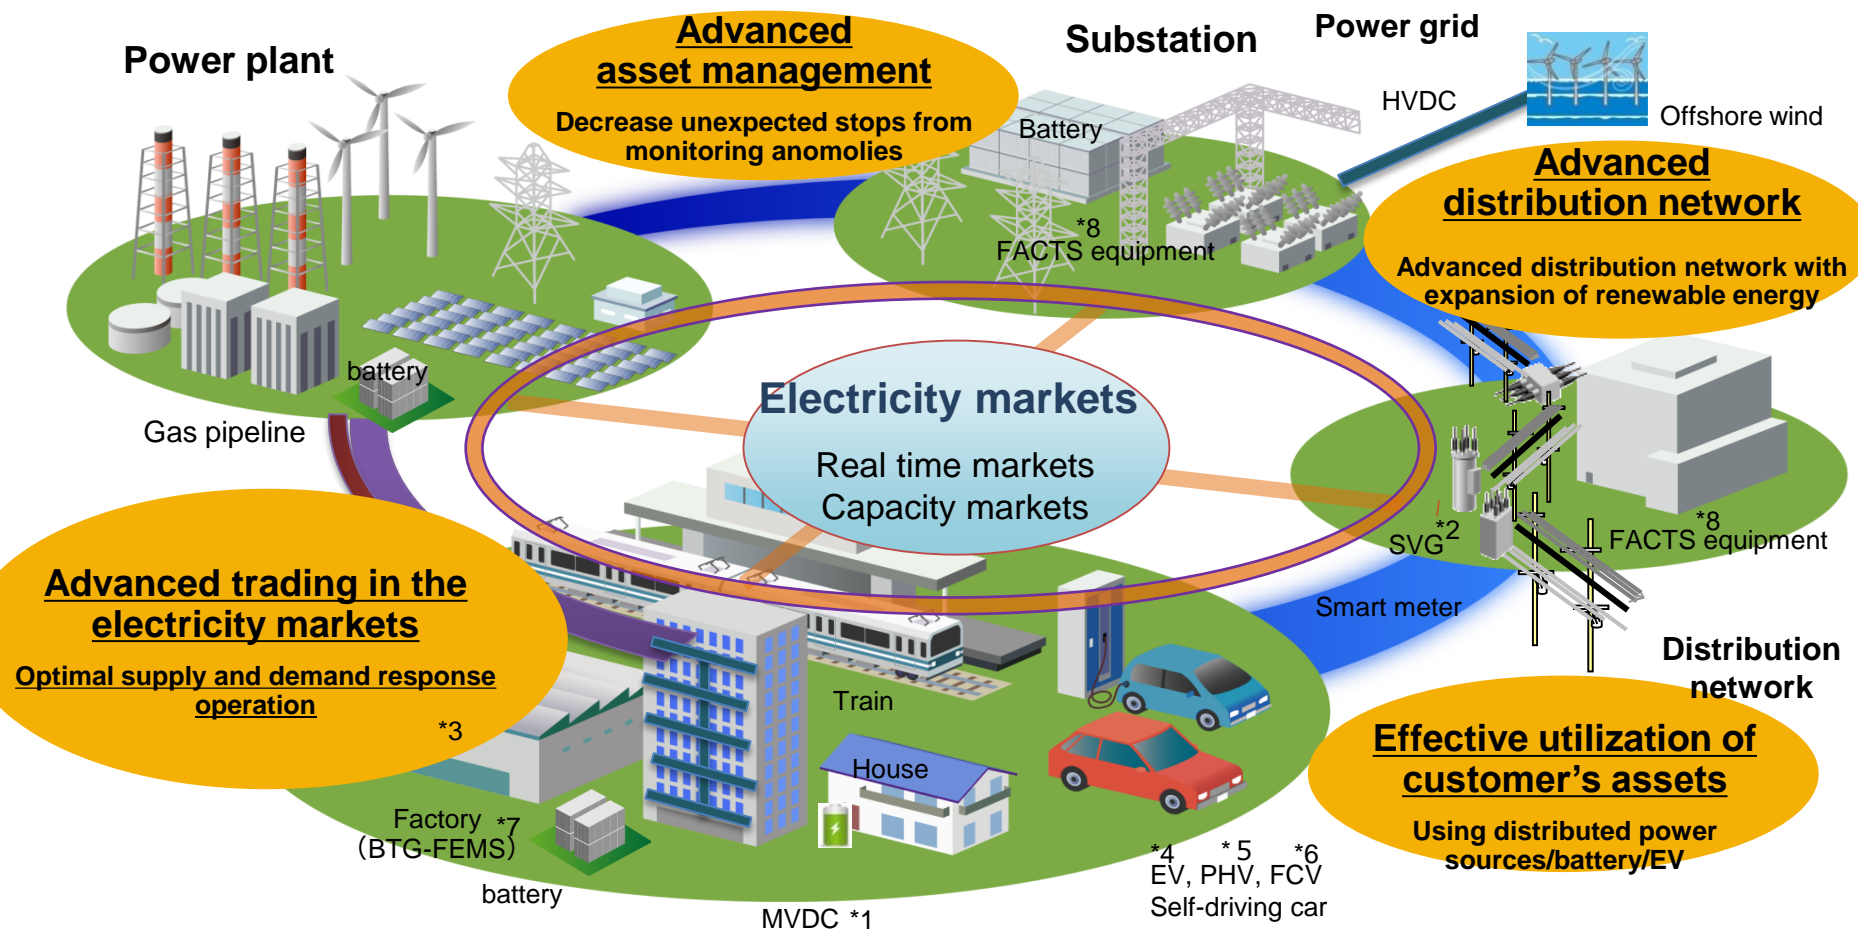 Power plant
Advanced
asset management
Decrease unexpected stops from
monitoring anomolies
Substation
Power grid
HVDC
Offshore wind
Battery
*8
FACTS equipment
Advanced
distribution network
Advanced distribution network with
expansion of renewable energy
battery
Gas pipeline
Electricity markets
Real time markets
Capacity markets
*2
SVG
*8
FACTS equipment
Smart meter
Distribution
network
Advanced trading in the
electricity markets
Optimal supply and demand response
operation
*3
Train
House
Factory *7
（BTG-FEMS）
battery
MVDC *1
*4 *5 *6
EV, PHV, FCV
Self-driving car
Effective utilization of
customer’s assets
Using distributed power
sources/battery/EV